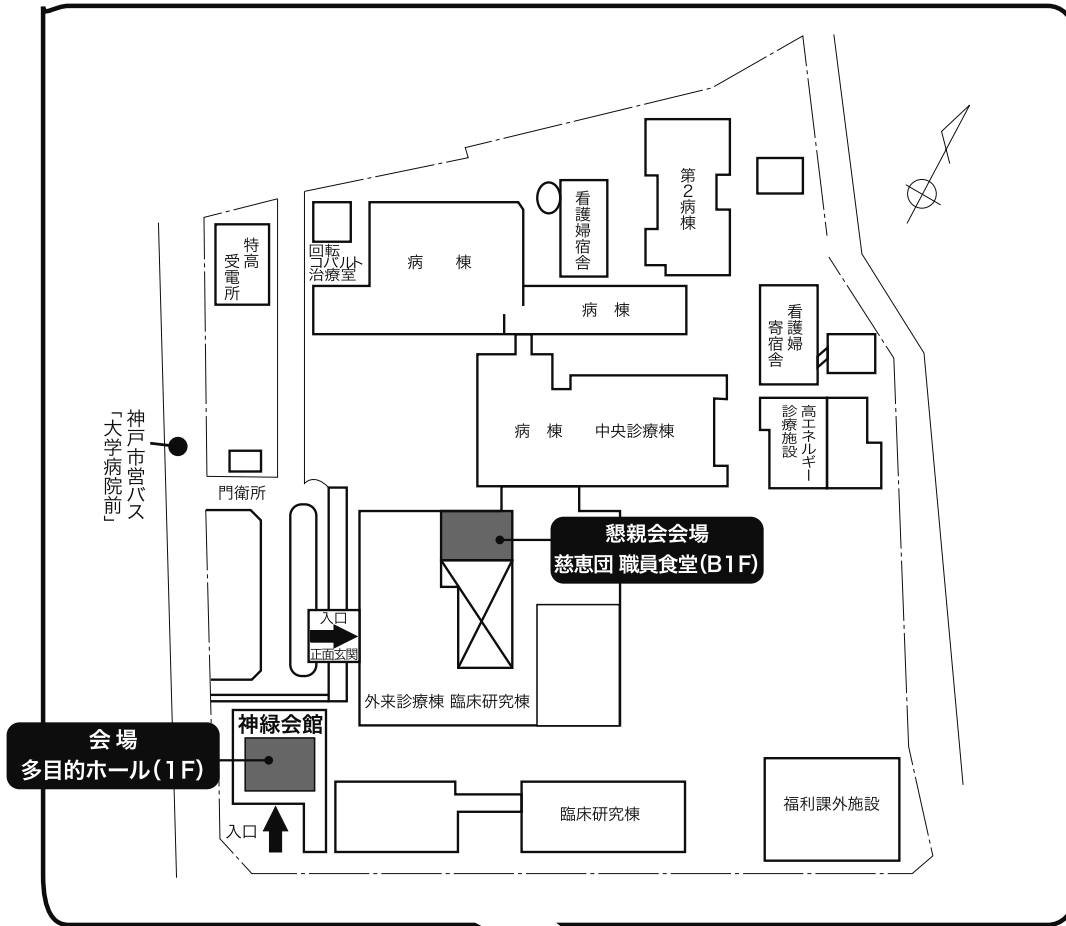 第2病棟
看護婦宿舎
特高
受電所
回転
コバルト
治療室
病 棟
病 棟
看護婦
寄宿舎
高エネルギー
診療施設
病 棟 中央診療棟
神戸市営バス
「大学病院前」
門衛所
懇親会会場
慈恵団 職員食堂(B1F)
入口
正面玄関
外来診療棟 臨床研究棟
神緑会館
会 場
多目的ホール(1F)
入口
臨床研究棟
福利課外施設